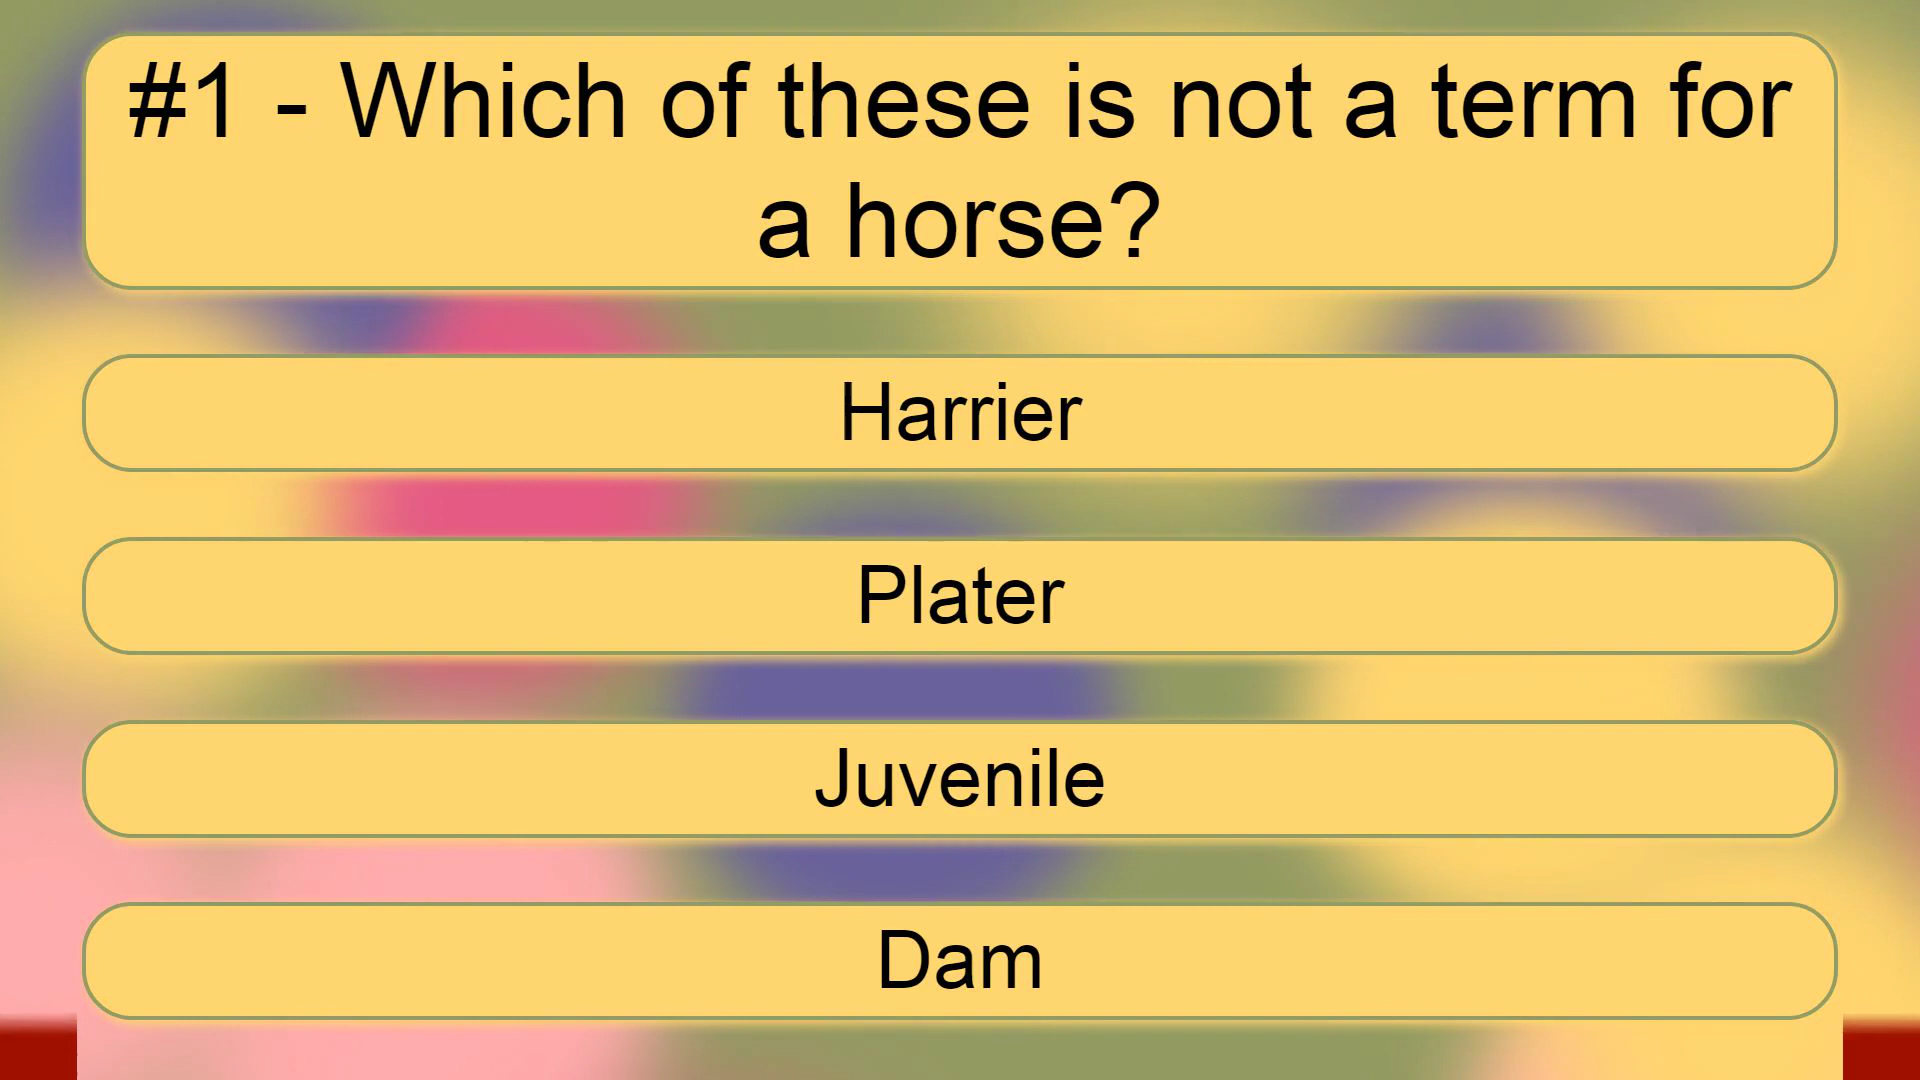 #1 - Which of these is not a term for
a horse?
Harrier
Plater
Juvenile
Dam